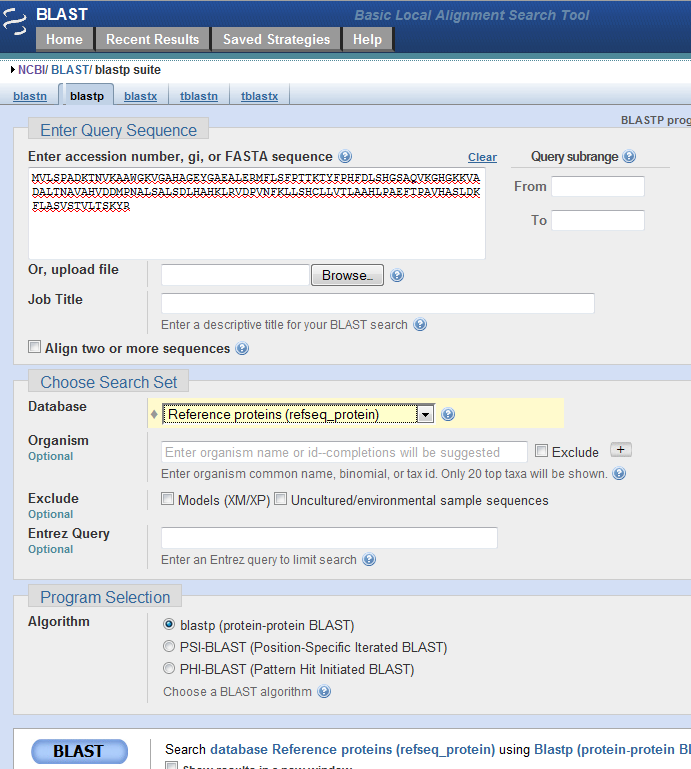 BLAST Basic Local Alignment Search Tool
Home Recent Results Saved Strategies Help
NCBI/ BLAST/ blastp suite
blastn blastp blastx tblastn tblastx
BLASTP prog
Enter Query Sequence
Enter accession number, gi, or FASTA sequence Clear Query subrange
MVLSPADKTNVKAAWGKVGAHAGEYGAEALERMFLSFPTTKTYFPHFDLSHGSAQVKGHGKKVA
DALTNAVAHVDDMPNALSALSDLHAHKLRVDPVNFKLLSHCLLVTLAAHLPAEFTPAVHASLDK
FLASVSTVLTSKYR
From
To
Or, upload file Browse...
Job Title
Enter a descriptive title for your BLAST search
Align two or more sequences
Choose Search Set
Database Reference proteins (refseq_protein)
Organism Enter organism name or id--completions will be suggested Exclude +
Optional
Enter organism common name, binomial, or tax id. Only 20 top taxa will be shown.
Exclude Models (XM/XP) Uncultured/environmental sample sequences
Optional
Entrez Query
Optional
Enter an Entrez query to limit search
Program Selection
Algorithm blastp (protein-protein BLAST)
PSI-BLAST (Position-Specific Iterated BLAST)
PHI-BLAST (Pattern Hit Initiated BLAST)
Choose a BLAST algorithm
BLAST Search database Reference proteins (refseq_protein) using Blastp (protein-protein Bl
Show results in a new window